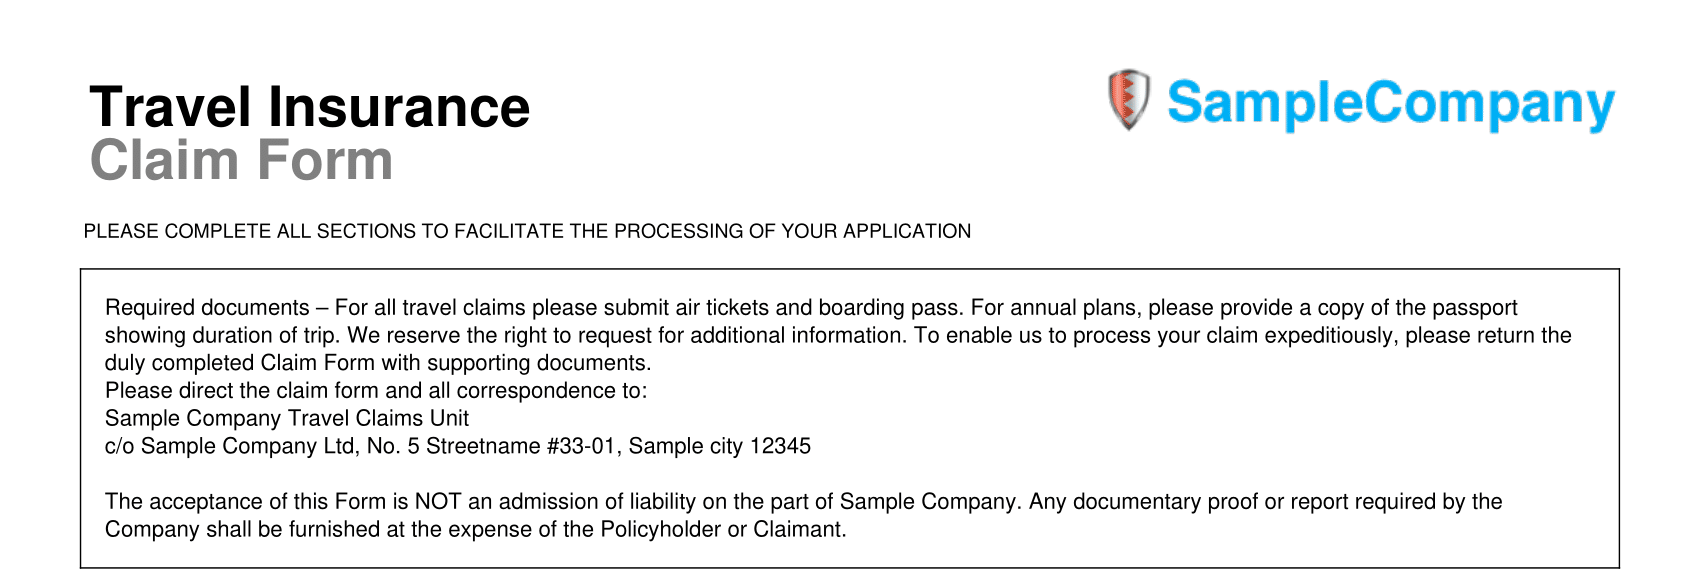 Travel Insurance
Claim Form
SampleCompany
PLEASE COMPLETE ALL SECTIONS TO FACILITATE THE PROCESSING OF YOUR APPLICATION
Required documents – For all travel claims please submit air tickets and boarding pass. For annual plans, please provide a copy of the passport
showing duration of trip. We reserve the right to request for additional information. To enable us to process your claim expeditiously, please return the
duly completed Claim Form with supporting documents.
Please direct the claim form and all correspondence to:
Sample Company Travel Claims Unit
c/o Sample Company Ltd, No. 5 Streetname #33-01, Sample city 12345
The acceptance of this Form is NOT an admission of liability on the part of Sample Company. Any documentary proof or report required by the
Company shall be furnished at the expense of the Policyholder or Claimant.